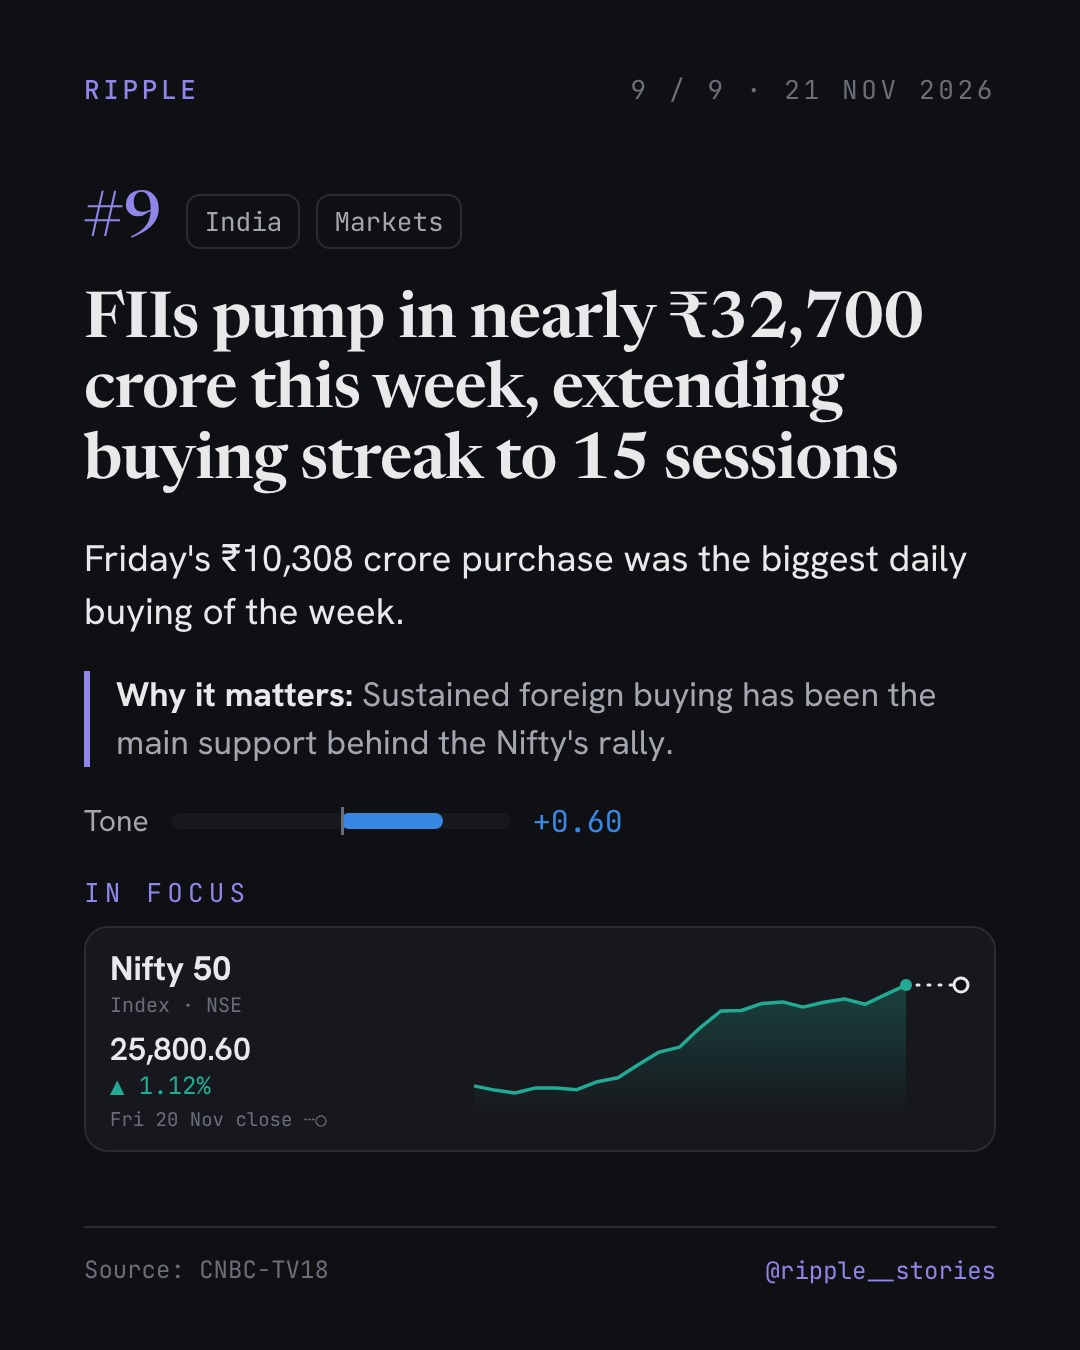 RIPPLE
9 / 9 · 21 NOV 2026
#9
India
Markets
FIIs pump in nearly ₹32,700
crore this week, extending
buying streak to 15 sessions
Friday's ₹10,308 crore purchase was the biggest daily
buying of the week.
Why it matters: Sustained foreign buying has been the
main support behind the Nifty's rally.
Tone
+0.60
IN FOCUS
Nifty 50
Index · NSE
25,800.60
▲ 1.12%
Fri 20 Nov close
Source: CNBC-TV18
@ripple__stories